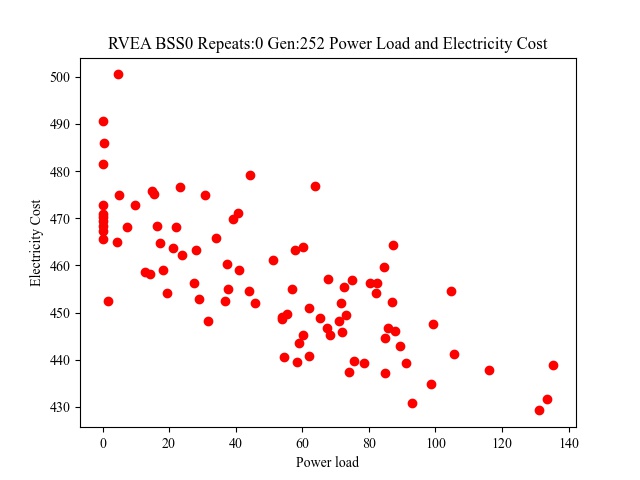 RVEA BSS0 Repeats:0 Gen:252 Power Load and Electricity Cost
500
490
480
470
460
450
440
430
Electricity Cost
0 20 40 60 80 100 120 140
Power load